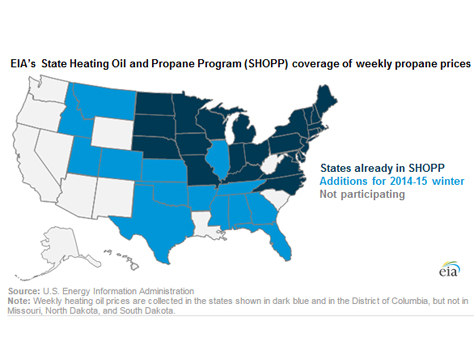 EIA's State Heating Oil and Propane Program (SHOPP) coverage of weekly propane prices
States already in SHOPP
Additions for 2014-15 winter
Not participating
eia
Source: U.S. Energy Information Administration
Note: Weekly heating oil prices are collected in the states shown in dark blue and in the District of Columbia, but not in
Missouri, North Dakota, and South Dakota.